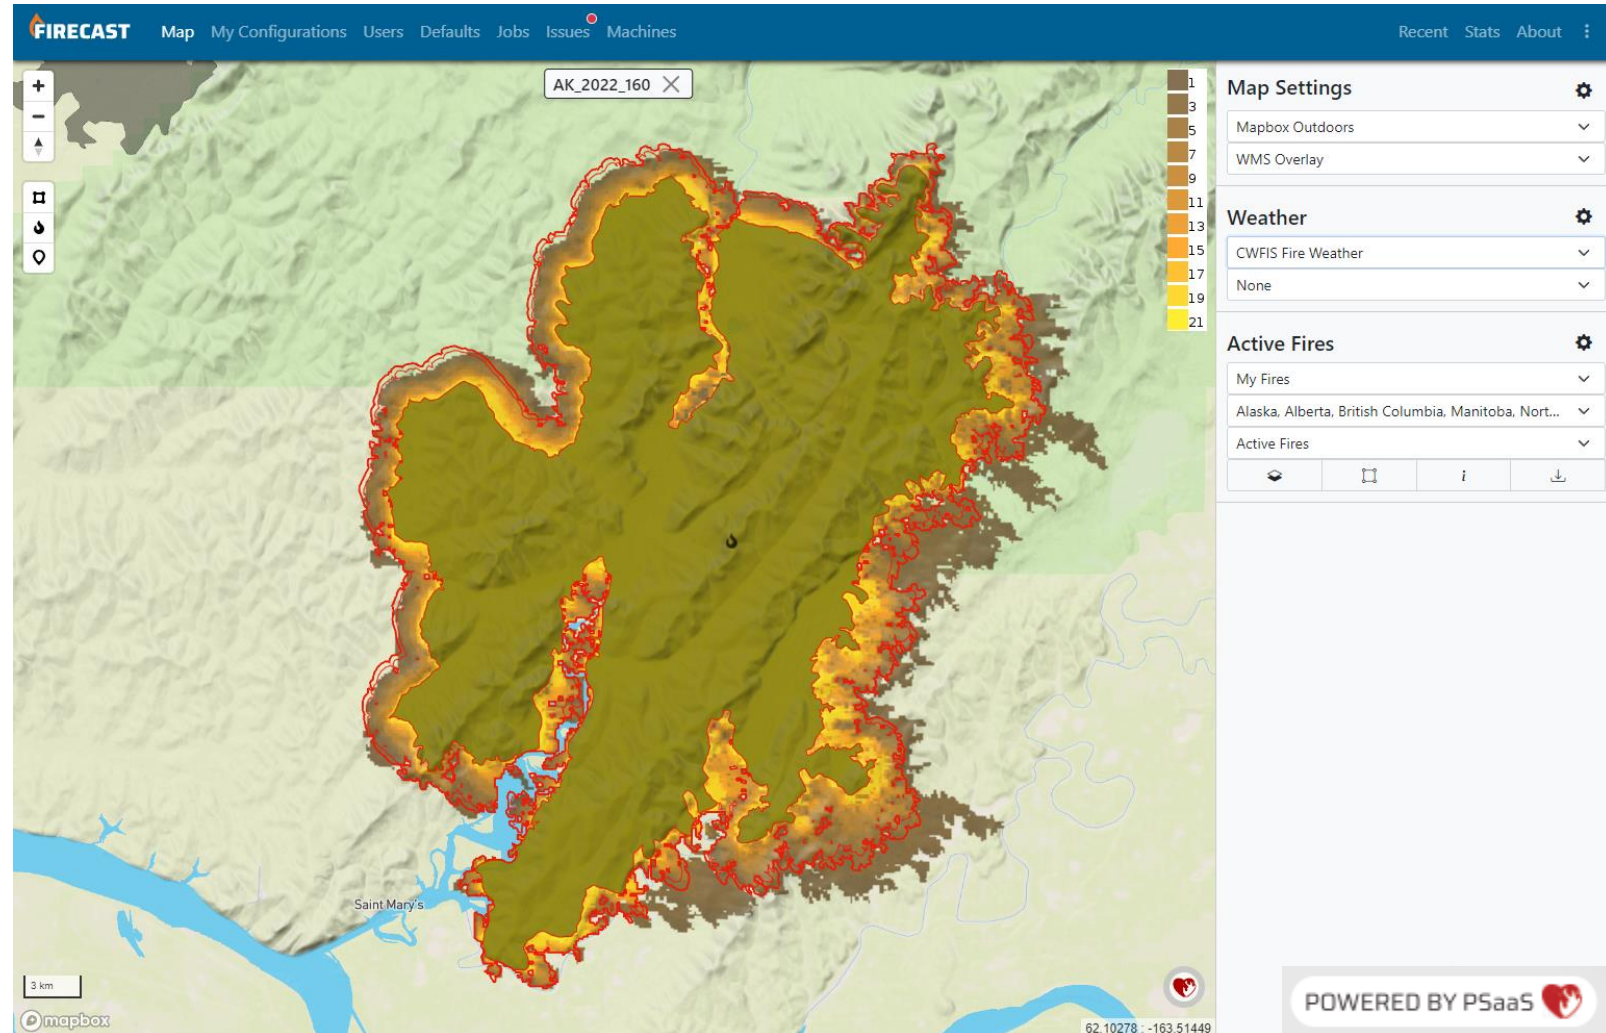 FIRECAST Map My Configurations Users Defaults Jobs Issues Machines Recent Stats About
AK_2022_160
1
3
5
7
9
11
13
15
17
19
21
Map Settings
Mapbox Outdoors
WMS Overlay
Weather
CWFIS Fire Weather
None
Active Fires
My Fires
Alaska, Alberta, British Columbia, Manitoba, Nort...
Active Fires
i
Saint Mary's
3 km
mapbox
62.10278 : -163.51449
POWERED BY PSaaS